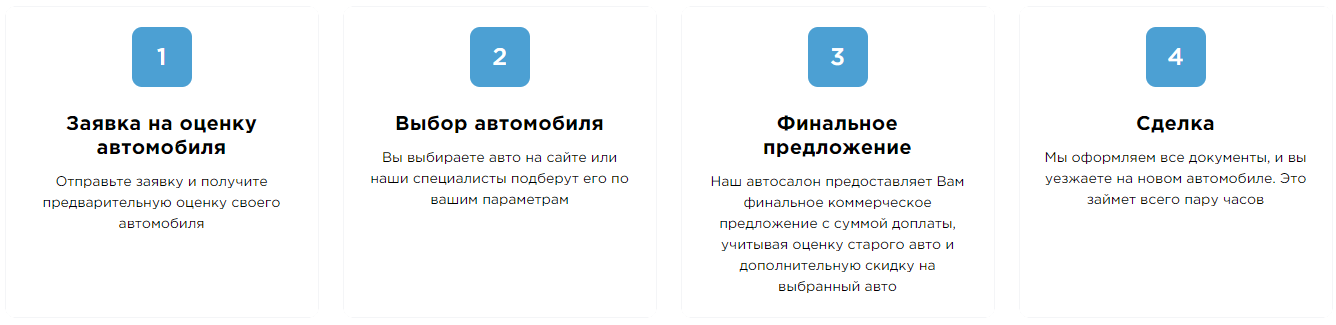 1
Заявка на оценку
автомобиля
Отправьте заявку и получите
предварительную оценку своего
автомобиля
2
Выбор автомобиля
Вы выбираете авто на сайте или
наши специалисты подберут его по
вашим параметрам
3
Финальное
предложение
Наш автосалон предоставляет Вам
финальное коммерческое
предложение с суммой доплаты,
учитывая оценку старого авто и
дополнительную скидку на
выбранный авто
4
Сделка
Мы оформляем все документы, и вы
уезжаете на новом автомобиле. Это
займет всего пару часов